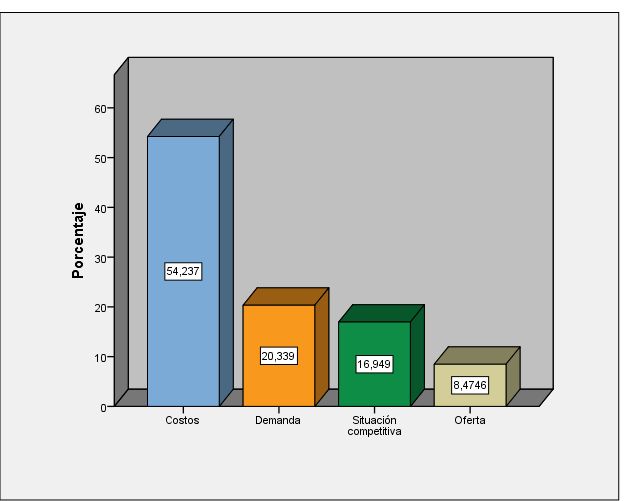 Porcentaje
60
50
40
30
20
10
0
54,237
20,339
16,949
8,4746
Costos
Demanda
Situación
competitiva
Oferta